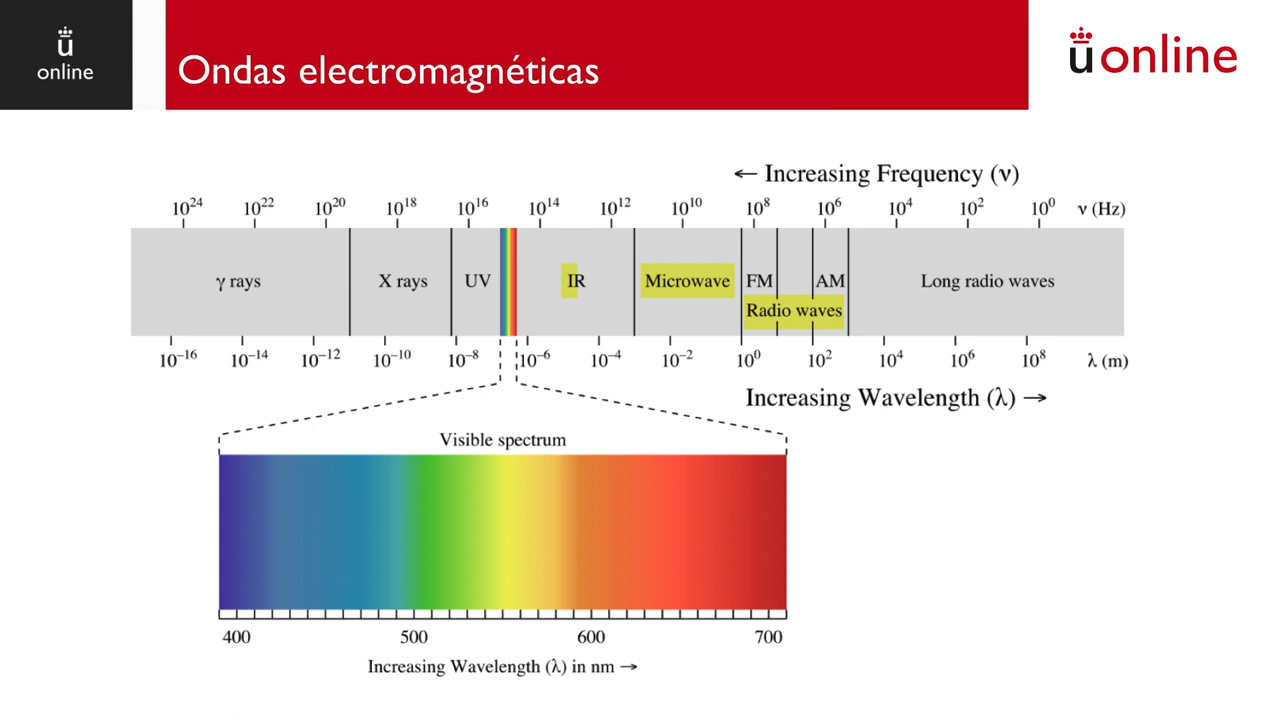 ü
online
Ondas electromagnéticas
üonline
← Increasing Frequency (ν)
10²⁴ 10²² 10²⁰ 10¹⁸ 10¹⁶ 10¹⁴ 10¹² 10¹⁰ 10⁸ 10⁶ 10⁴ 10² 10⁰ ν (Hz)
γ rays X rays UV IR Microwave FM AM Long radio waves
Radio waves
10⁻¹⁶ 10⁻¹⁴ 10⁻¹² 10⁻¹⁰ 10⁻⁸ 10⁻⁶ 10⁻⁴ 10⁻² 10⁰ 10² 10⁴ 10⁶ 10⁸ λ (m)
Increasing Wavelength (λ) →
Visible spectrum
400 500 600 700
Increasing Wavelength (λ) in nm →